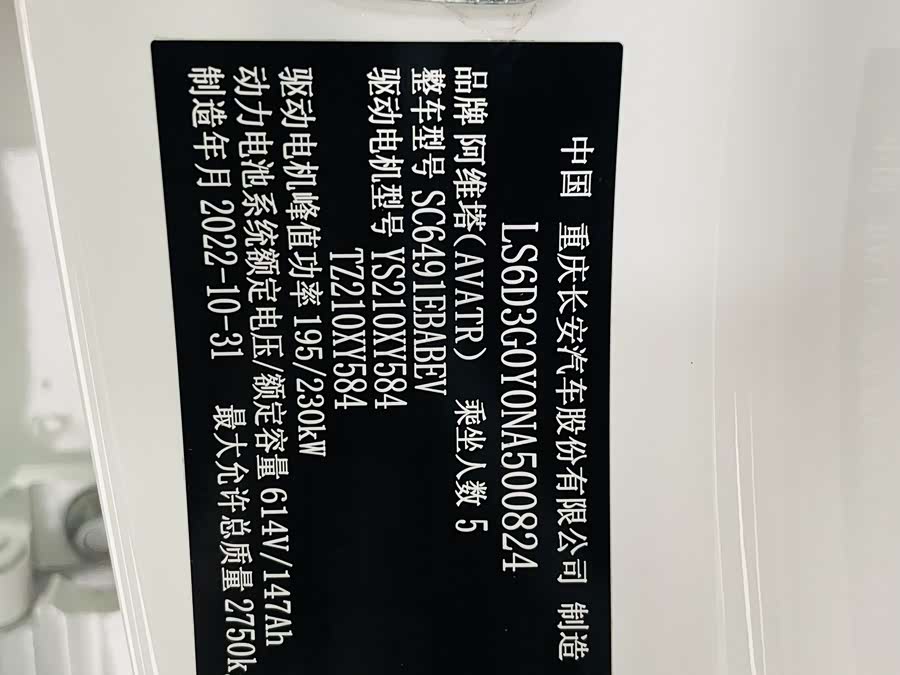 中国 重庆长安汽车股份有限公司 制造
LS6D3G0Y0NA500824
品牌 阿维塔(AVATR) 乘坐人数 5
整车型号 SC6491FBABEV
驱动电机型号 YS210XY584
TZ210XY584
驱动电机峰值功率 195/230kW
动力电池系统额定电压/额定容量 614V/147Ah
制造年月 2022-10-31 最大允许总质量 2750k